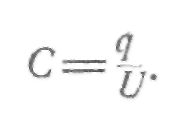 C = q/U.